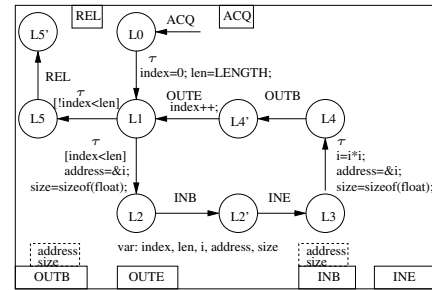 REL
ACQ
L5'
L0
ACQ
τ
index=0; len=LENGTH;
REL
τ
[!index<len]
OUTE
index++;
OUTB
L5
L1
L4'
L4
τ
[index<len]
address=&i;
size=sizeof(float);
τ
i=i*i;
address=&i;
size=sizeof(float);
INB
INE
L2
L2'
L3
var: index, len, i, address, size
address
size
address
size
OUTB
OUTE
INB
INE